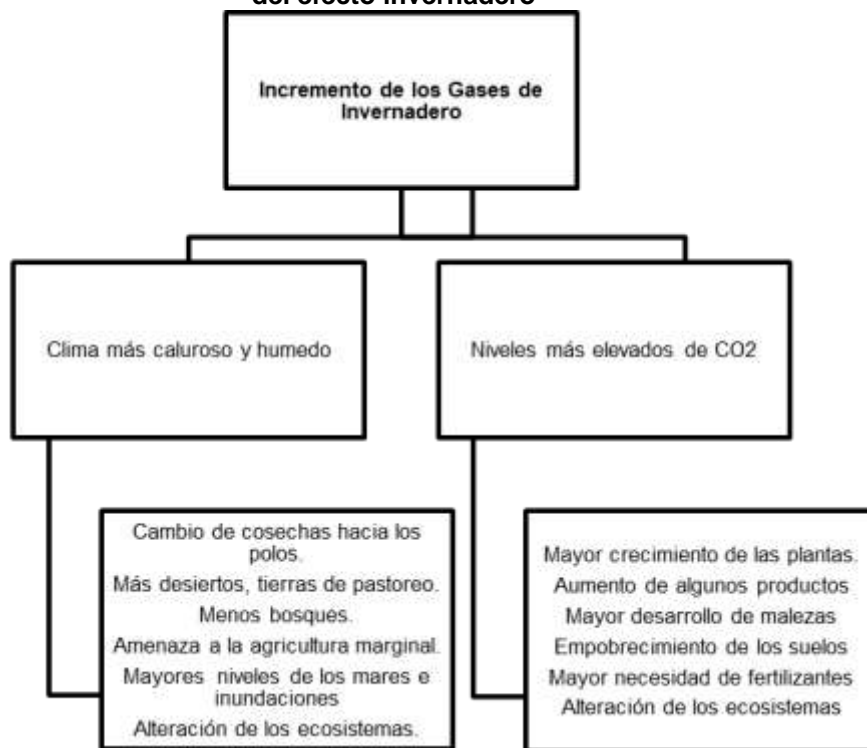 del efecto invernadero
Incremento de los Gases de
Invernadero
Clima más caluroso y humedo
Niveles más elevados de CO2
Cambio de cosechas hacia los
polos.
Más desiertos, tierras de pastoreo.
Menos bosques.
Amenaza a la agricultura marginal.
Mayores niveles de los mares e
inundaciones
Alteración de los ecosistemas.
Mayor crecimiento de las plantas.
Aumento de algunos productos
Mayor desarrollo de malezas
Empobrecimiento de los suelos
Mayor necesidad de fertilizantes
Alteración de los ecosistemas